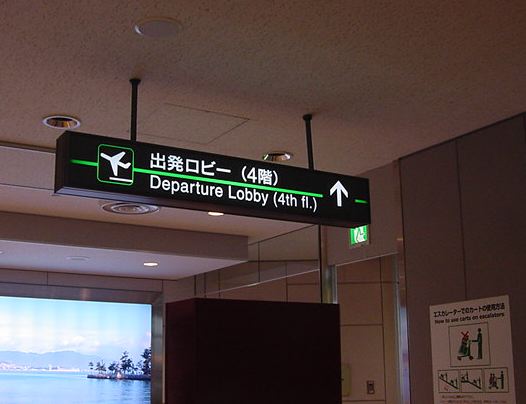 出発ロビー（4階）
Departure Lobby (4th fl.)
エスカレーターでのカートの使用方法
How to use carts on escalators